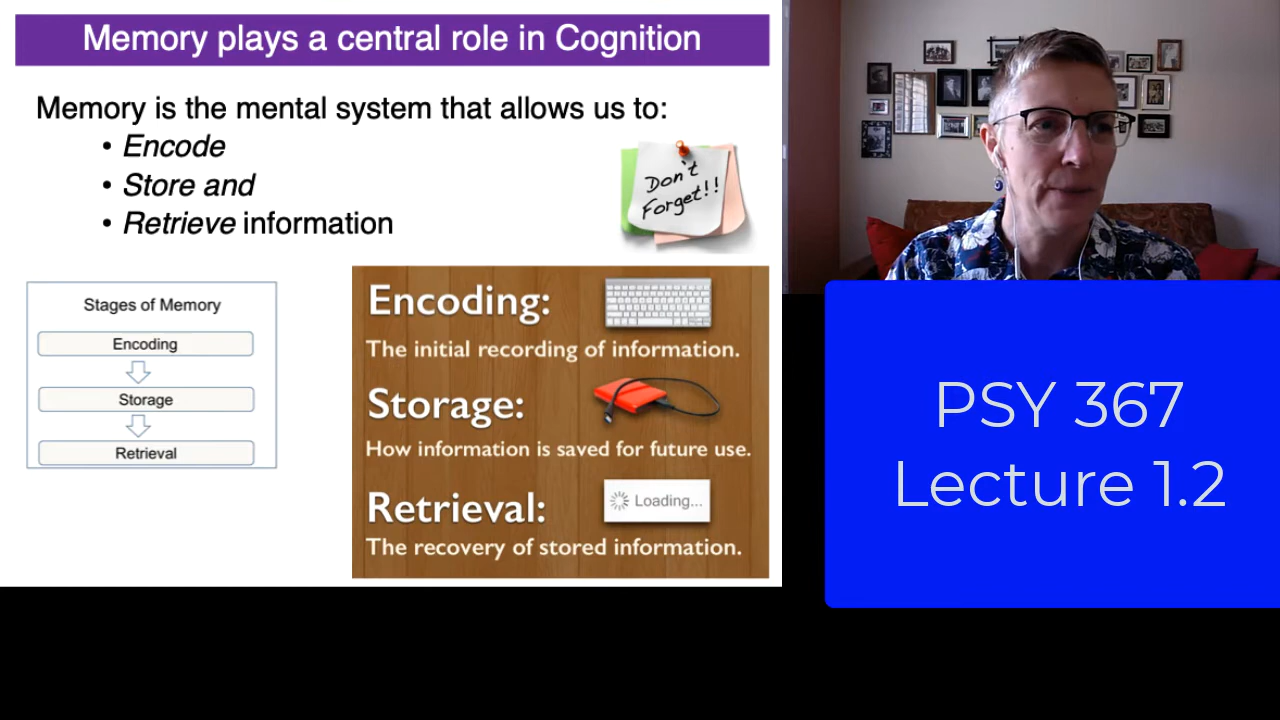 Memory plays a central role in Cognition
Memory is the mental system that allows us to:
• Encode
• Store and
• Retrieve information
Don't
Forget!!
Stages of Memory
Encoding
Storage
Retrieval
Encoding:
The initial recording of information.
Storage:
How information is saved for future use.
Retrieval:
Loading...
The recovery of stored information.
PSY 367
Lecture 1.2